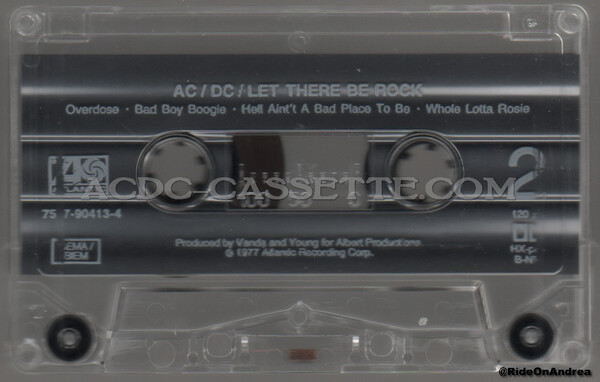 AC / DC / LET THERE BE ROCK
Overdose · Bad Boy Boogie · Hell Ain't A Bad Place To Be · Whole Lotta Rosie
2
ACDC-CASSETTE.COM
75 7-90413-4
120
HX-
B-N
BIEM
Produced by Vanda and Young for Albert Productions.
℗ 1977 Atlantic Recording Corp.
@RideOnAndrea